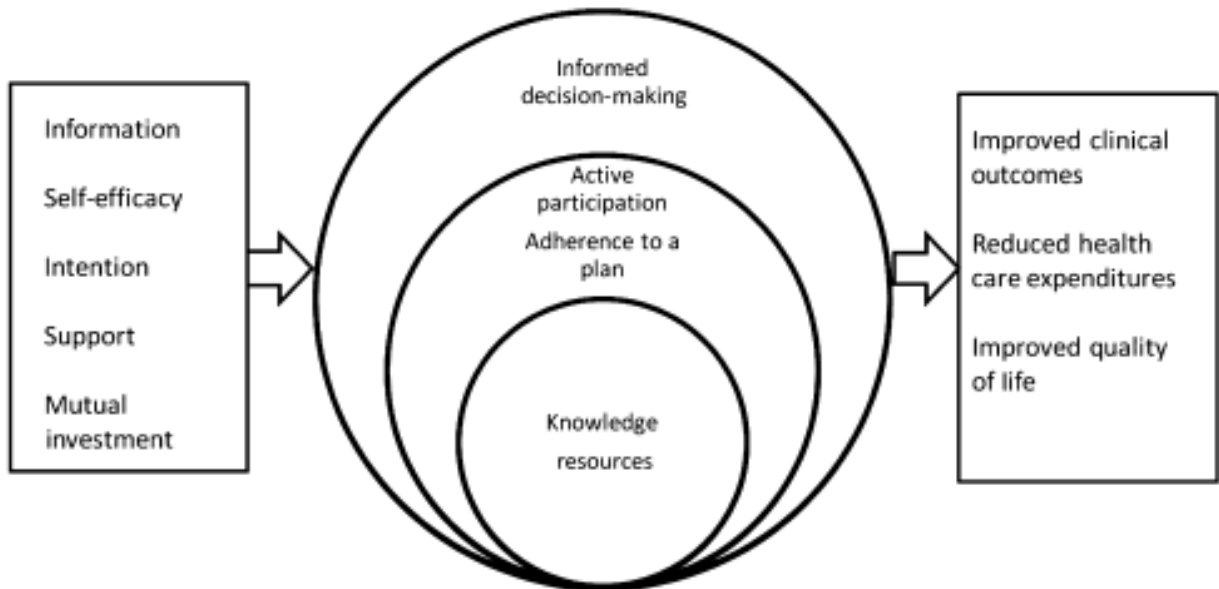 Information
Self-efficacy
Intention
Support
Mutual
investment
Informed
decision-making
Active
participation
Adherence to a
plan
Knowledge
resources
Improved clinical
outcomes
Reduced health
care expenditures
Improved quality
of life